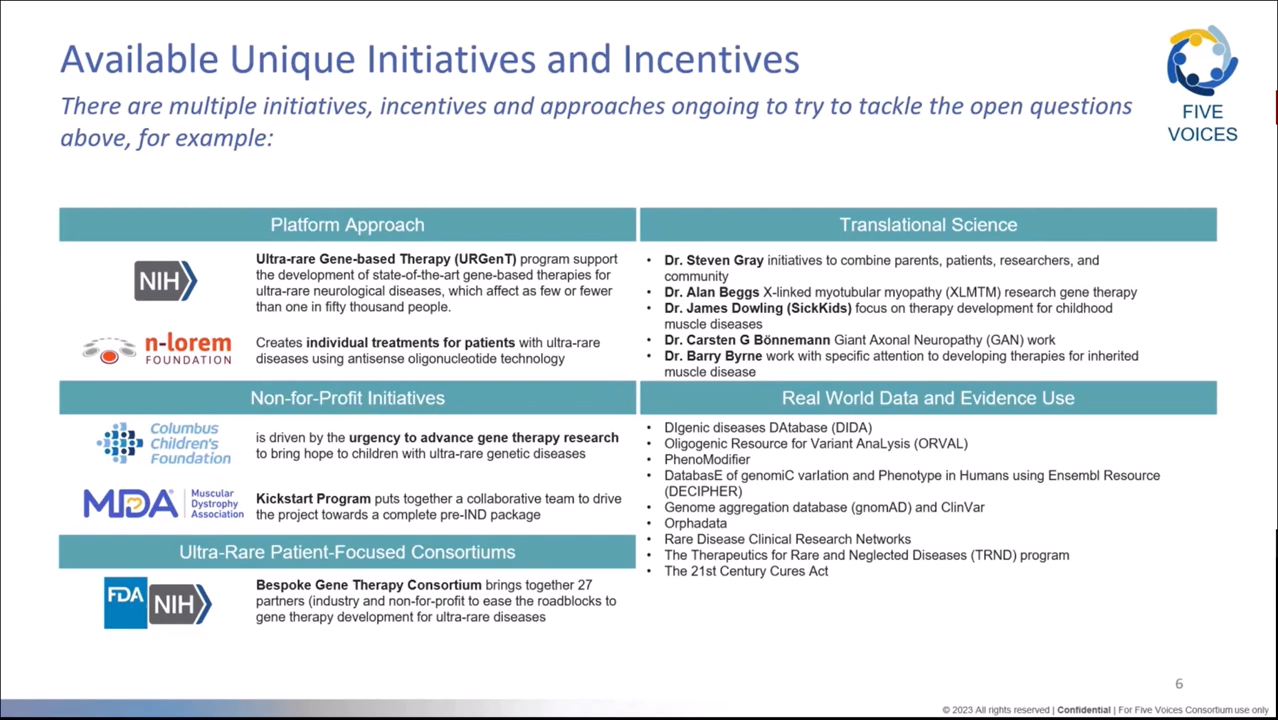 Available Unique Initiatives and Incentives
There are multiple initiatives, incentives and approaches ongoing to try to tackle the open questions
above, for example:
FIVE
VOICES
Platform Approach
NIH
Ultra-rare Gene-based Therapy (URGenT) program support
the development of state-of-the-art gene-based therapies for
ultra-rare neurological diseases, which affect as few or fewer
than one in fifty thousand people.
n-lorem
FOUNDATION
Creates individual treatments for patients with ultra-rare
diseases using antisense oligonucleotide technology
Non-for-Profit Initiatives
Columbus
Children's
Foundation
is driven by the urgency to advance gene therapy research
to bring hope to children with ultra-rare genetic diseases
MDA
Muscular
Dystrophy
Association
Kickstart Program puts together a collaborative team to drive
the project towards a complete pre-IND package
Ultra-Rare Patient-Focused Consortiums
FDA
NIH
Bespoke Gene Therapy Consortium brings together 27
partners (industry and non-for-profit to ease the roadblocks to
gene therapy development for ultra-rare diseases
Translational Science
• Dr. Steven Gray initiatives to combine parents, patients, researchers, and
community
• Dr. Alan Beggs X-linked myotubular myopathy (XLMTM) research gene therapy
• Dr. James Dowling (SickKids) focus on therapy development for childhood
muscle diseases
• Dr. Carsten G Bönnemann Giant Axonal Neuropathy (GAN) work
• Dr. Barry Byrne work with specific attention to developing therapies for inherited
muscle disease
Real World Data and Evidence Use
• DIgenic diseases DAtabase (DIDA)
• Oligogenic Resource for Variant AnaLysis (ORVAL)
• PhenoModifier
• DatabasE of genomiC varIation and Phenotype in Humans using Ensembl Resource
(DECIPHER)
• Genome aggregation database (gnomAD) and ClinVar
• Orphadata
• Rare Disease Clinical Research Networks
• The Therapeutics for Rare and Neglected Diseases (TRND) program
• The 21st Century Cures Act
6
© 2023 All rights reserved | Confidential | For Five Voices Consortium use only